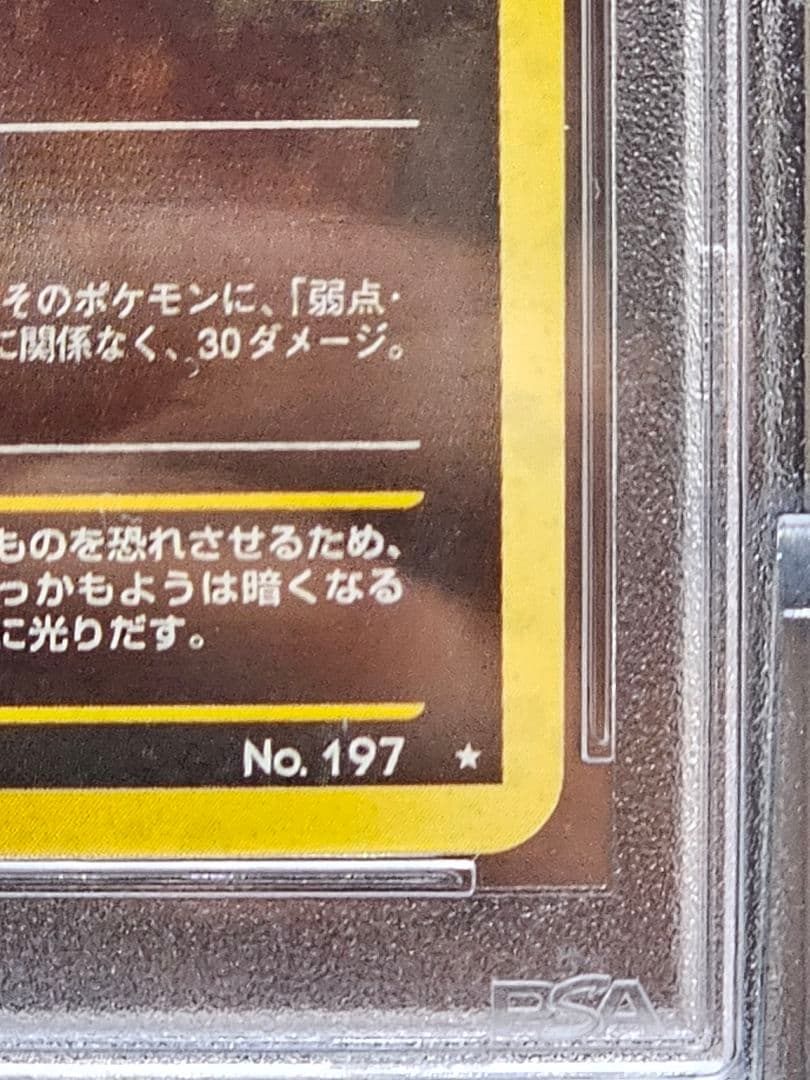 そのポケモンに、「弱点・
に関係なく、30ダメージ。
ものを恐れさせるため、
っかもようは暗くなる
に光りだす。
No. 197 ★
PSA